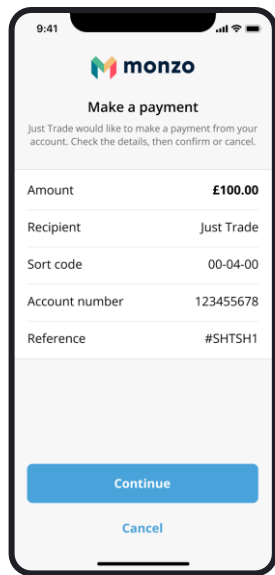 9:41
monzo
Make a payment
Just Trade would like to make a payment from your
account. Check the details, then confirm or cancel.
Amount £100.00
Recipient Just Trade
Sort code 00-04-00
Account number 123455678
Reference #SHTSH1
Continue
Cancel